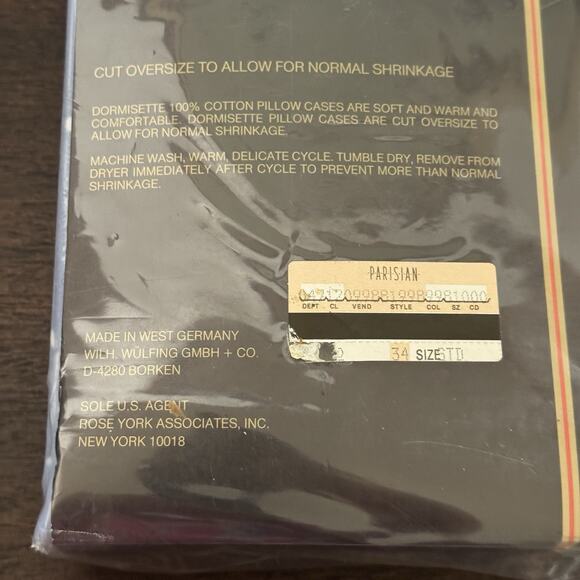 CUT OVERSIZE TO ALLOW FOR NORMAL SHRINKAGE
DORMISETTE 100% COTTON PILLOW CASES ARE SOFT AND WARM AND
COMFORTABLE. DORMISETTE PILLOW CASES ARE CUT OVERSIZE TO
ALLOW FOR NORMAL SHRINKAGE.
MACHINE WASH, WARM, DELICATE CYCLE. TUMBLE DRY, REMOVE FROM
DRYER IMMEDIATELY AFTER CYCLE TO PREVENT MORE THAN NORMAL
SHRINKAGE.
PARISIAN
DEPT CL VEND STYLE COL SZ CD
34 SIZE STD
MADE IN WEST GERMANY
WILH. WÜLFING GMBH + CO.
D-4280 BORKEN
SOLE U.S. AGENT
ROSE YORK ASSOCIATES, INC.
NEW YORK 10018